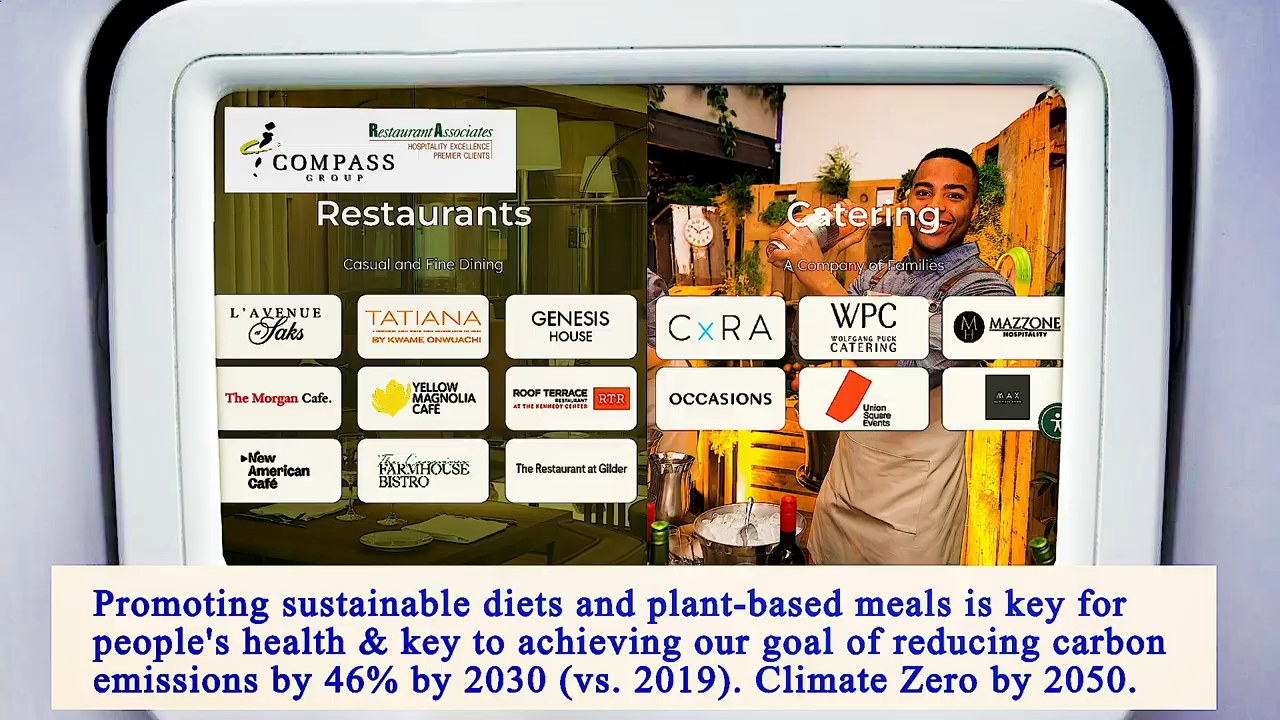 Restaurant Associates
HOSPITALITY EXCELLENCE
PREMIER CLIENTS
COMPASS
GROUP
Restaurants
Casual and Fine Dining
L'AVENUE
at
Saks
TATIANA
BY KWAME ONWUACHI
GENESIS
HOUSE
The Morgan Cafe.
YELLOW
MAGNOLIA
CAFÉ
ROOF TERRACE
RESTAURANT
AT THE KENNEDY CENTER
RTR
New
American
Café
FARMHOUSE
BISTRO
The Restaurant at Gilder
Catering
A Company of Families
CxRA
WPC
WOLFGANG PUCK
CATERING
MH
MAZZONE
HOSPITALITY
OCCASIONS
Union
Square
Events
MAX
Promoting sustainable diets and plant-based meals is key for
people's health & key to achieving our goal of reducing carbon
emissions by 46% by 2030 (vs. 2019). Climate Zero by 2050.